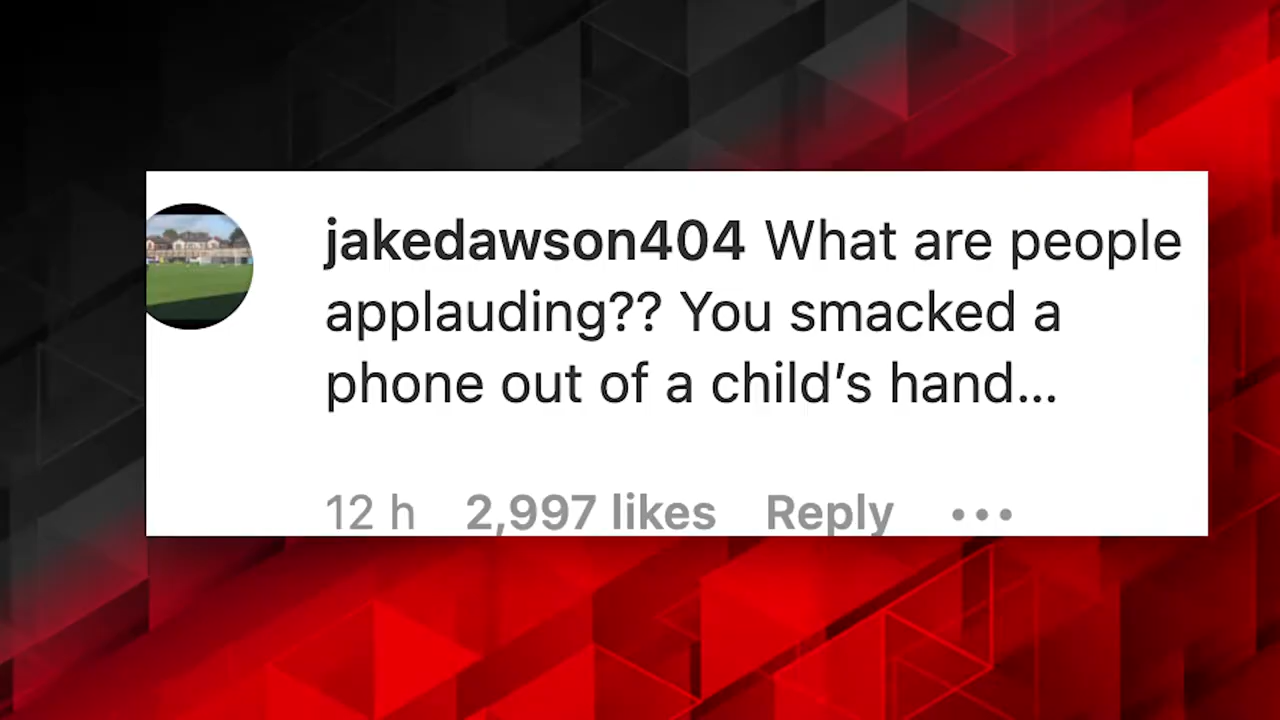 jakedawson404 What are people
applauding?? You smacked a
phone out of a child’s hand...
12 h 2,997 likes Reply •••